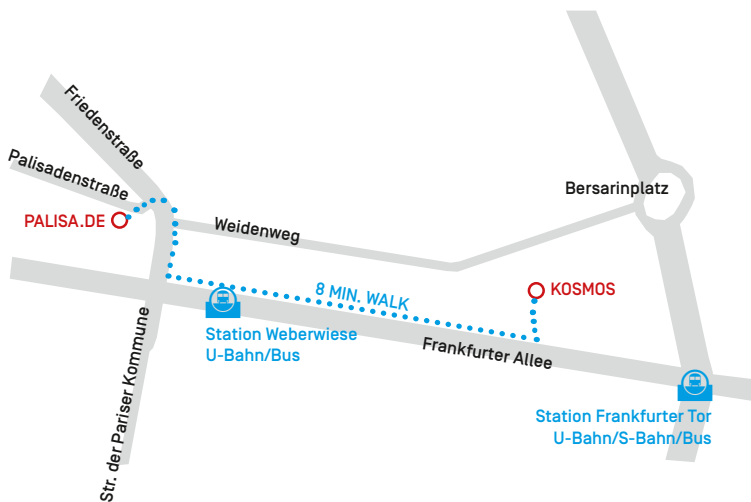 Friedenstraße
Palisadenstraße
PALISA.DE
Weidenweg
Bersarinplatz
8 MIN. WALK
KOSMOS
Station Weberwiese
U-Bahn/Bus
Frankfurter Allee
Str. der Pariser Kommune
Station Frankfurter Tor
U-Bahn/S-Bahn/Bus